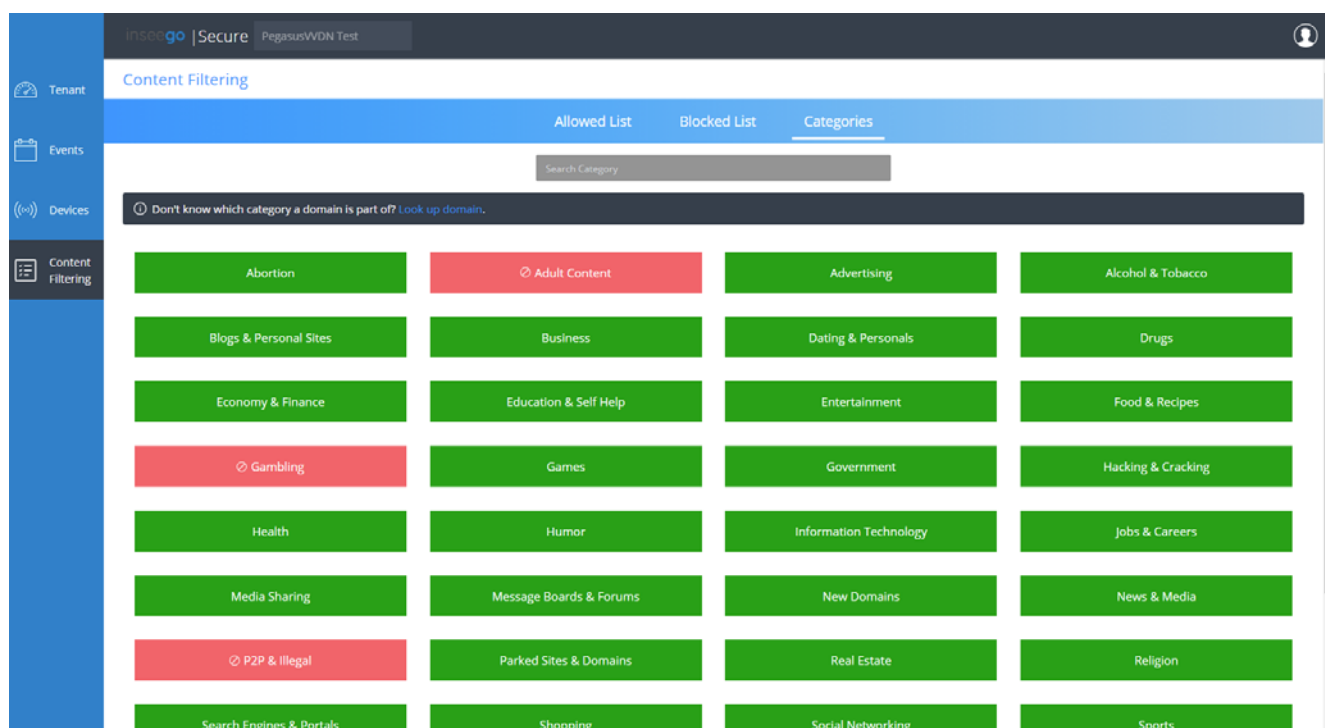 inseego |Secure PegasusVVDN Test
Content Filtering
Tenant
Events
Devices
Content
Filtering
Allowed List Blocked List Categories
Search Category
Don't know which category a domain is part of? Look up domain.
Abortion Adult Content Advertising Alcohol & Tobacco
Blogs & Personal Sites Business Dating & Personals Drugs
Economy & Finance Education & Self Help Entertainment Food & Recipes
Gambling Games Government Hacking & Cracking
Health Humor Information Technology Jobs & Careers
Media Sharing Message Boards & Forums New Domains News & Media
P2P & Illegal Parked Sites & Domains Real Estate Religion
Search Engines & Portals Shopping Social Networking Sports